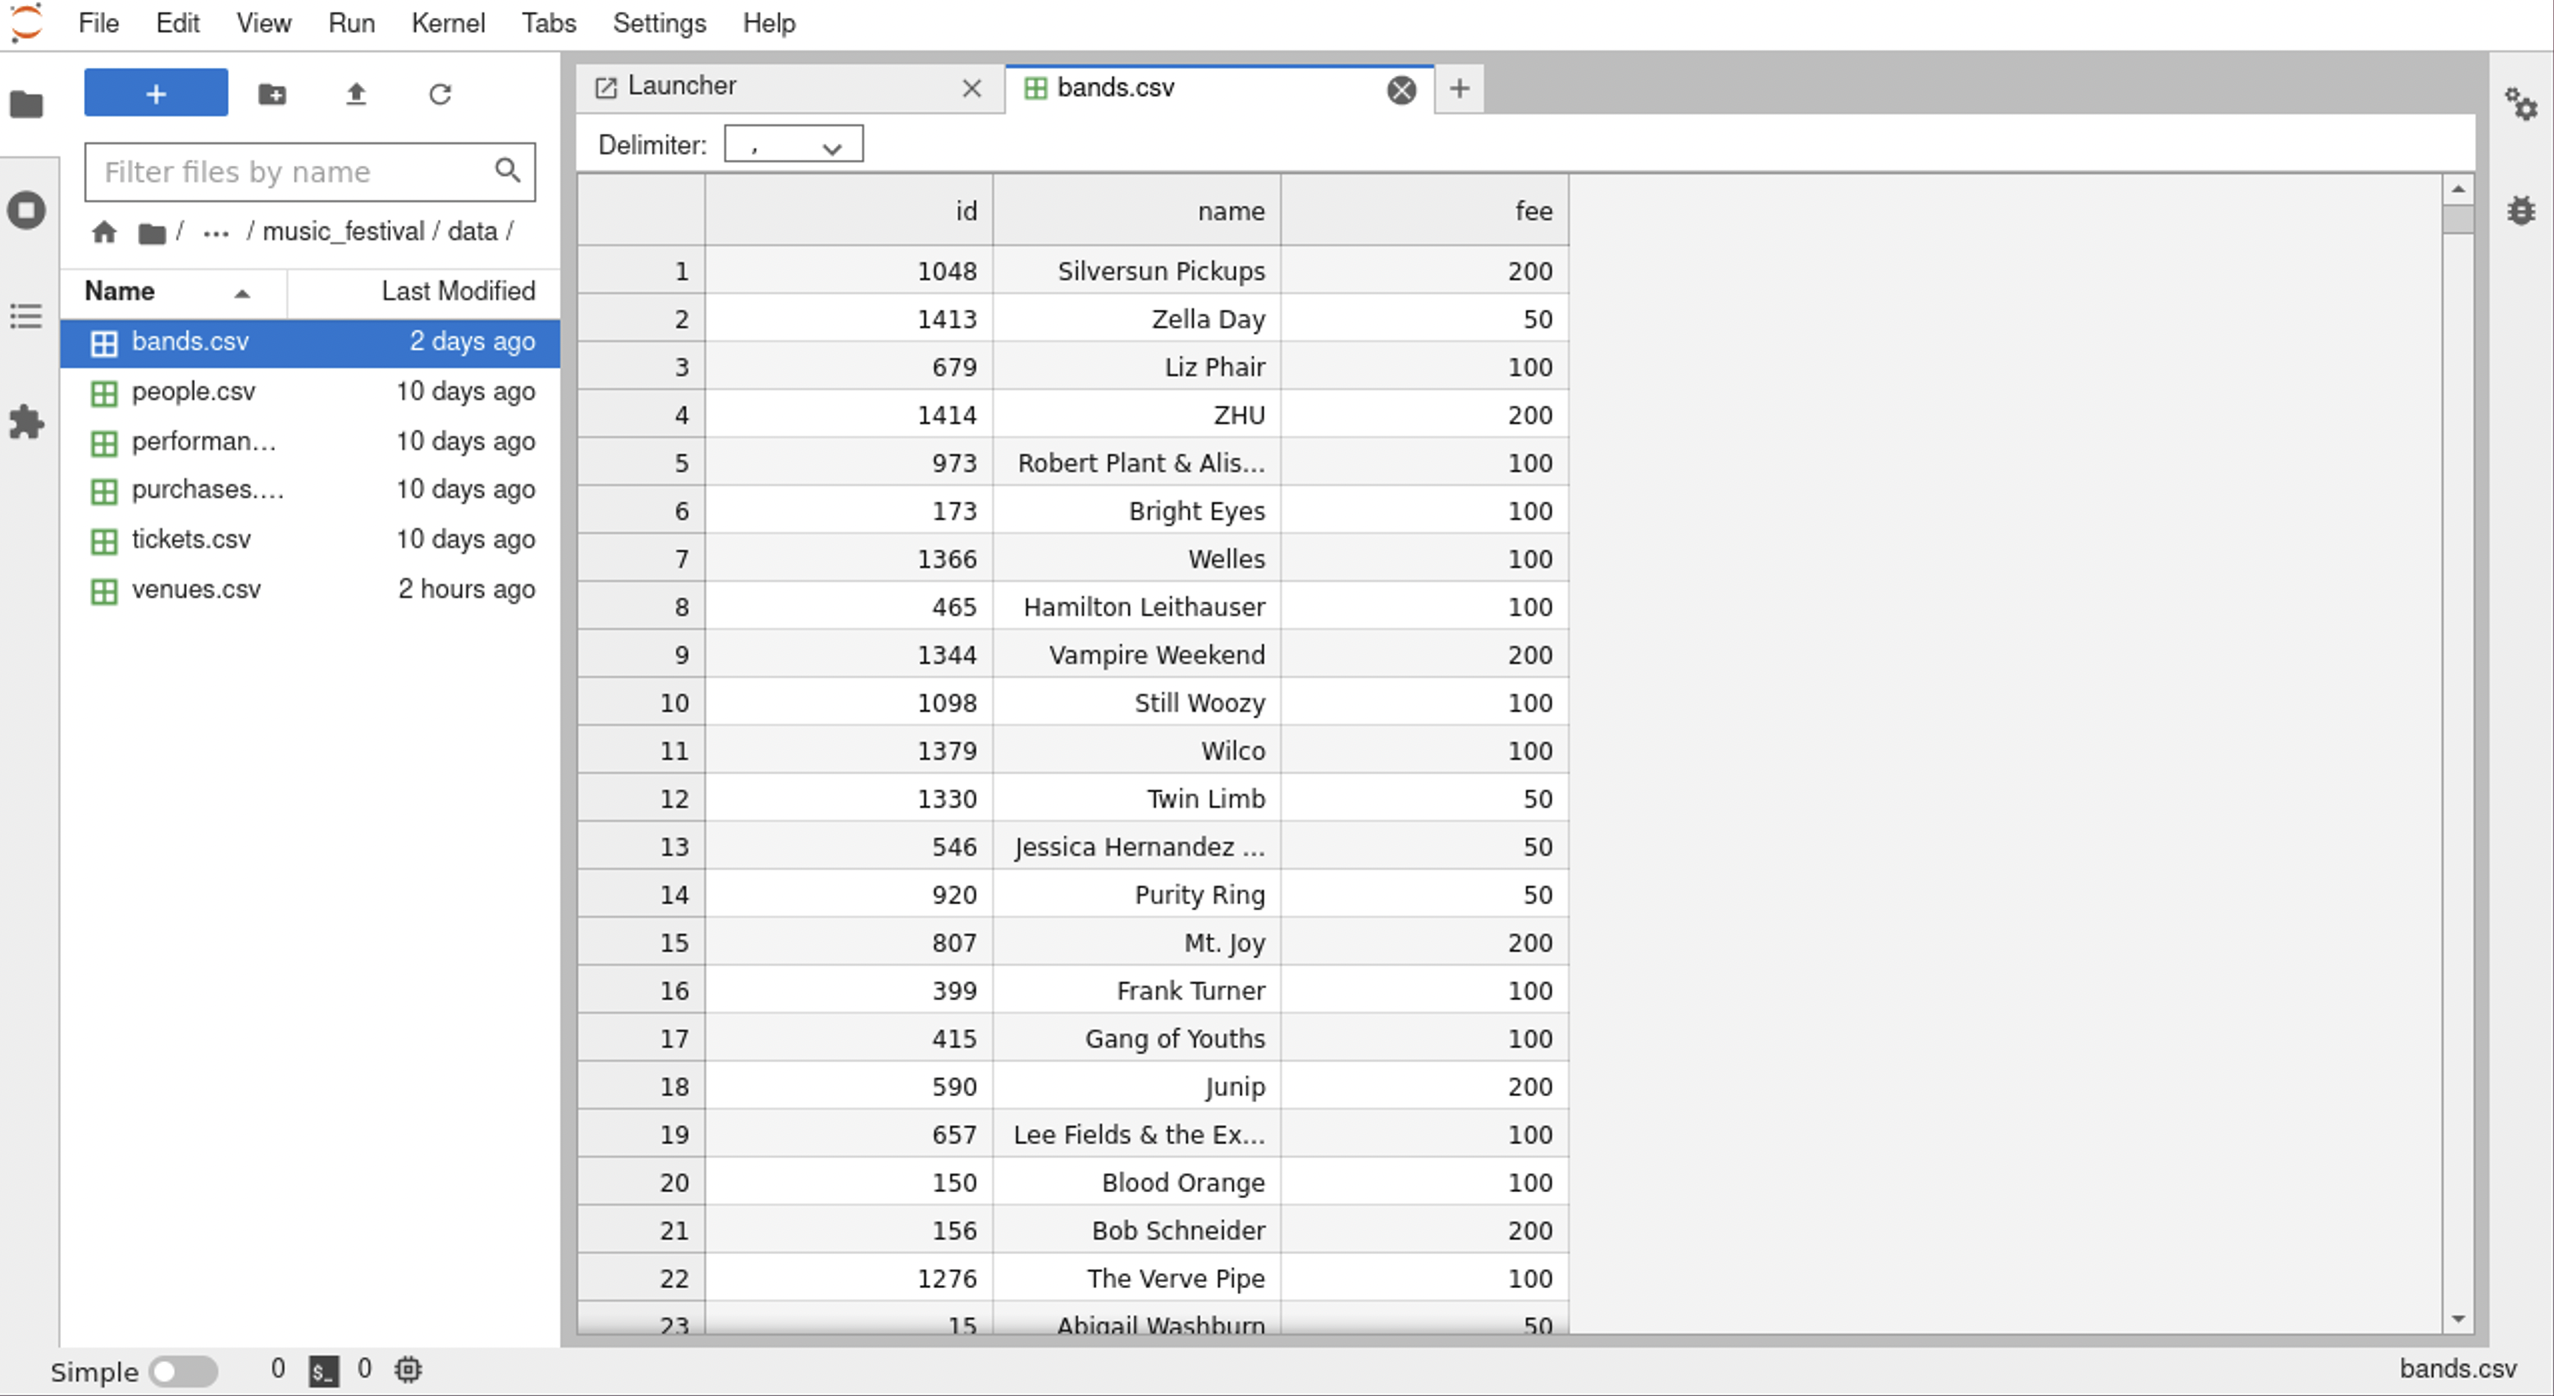 File Edit View Run Kernel Tabs Settings Help
Launcher
bands.csv
Delimiter: ,
Filter files by name
/ … / music_festival / data /
Name Last Modified
bands.csv 2 days ago
people.csv 10 days ago
performan… 10 days ago
purchases.… 10 days ago
tickets.csv 10 days ago
venues.csv 2 hours ago
id name fee
1 1048 Silversun Pickups 200
2 1413 Zella Day 50
3 679 Liz Phair 100
4 1414 ZHU 200
5 973 Robert Plant & Alis… 100
6 173 Bright Eyes 100
7 1366 Welles 100
8 465 Hamilton Leithauser 100
9 1344 Vampire Weekend 200
10 1098 Still Woozy 100
11 1379 Wilco 100
12 1330 Twin Limb 50
13 546 Jessica Hernandez … 50
14 920 Purity Ring 50
15 807 Mt. Joy 200
16 399 Frank Turner 100
17 415 Gang of Youths 100
18 590 Junip 200
19 657 Lee Fields & the Ex… 100
20 150 Blood Orange 100
21 156 Bob Schneider 200
22 1276 The Verve Pipe 100
23 15 Abigail Washburn 50
Simple 0 $_ 0 bands.csv